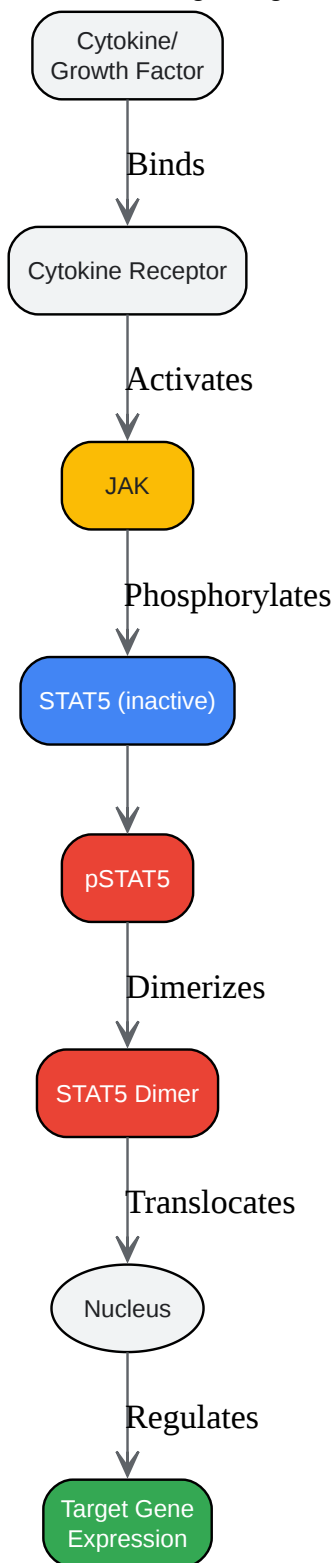 Cytokine/
Growth Factor
Binds
Cytokine Receptor
Activates
JAK
Phosphorylates
STAT5 (inactive)
pSTAT5
Dimerizes
STAT5 Dimer
Translocates
Nucleus
Regulates
Target Gene
Expression